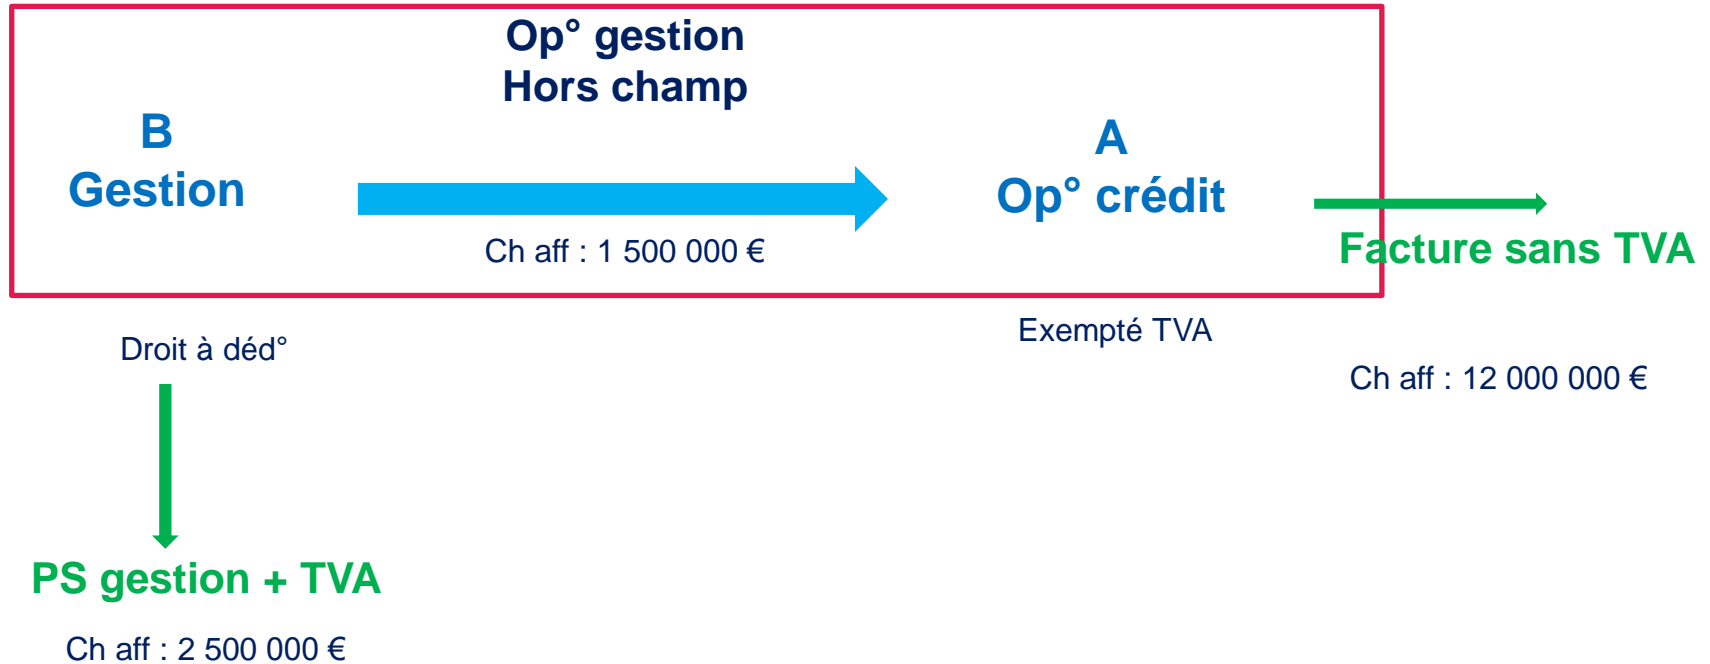 Op° gestion
Hors champ
B
Gestion
A
Op° crédit
Ch aff : 1 500 000 €
Facture sans TVA
Droit à déd°
Exempté TVA
Ch aff : 12 000 000 €
PS gestion + TVA
Ch aff : 2 500 000 €